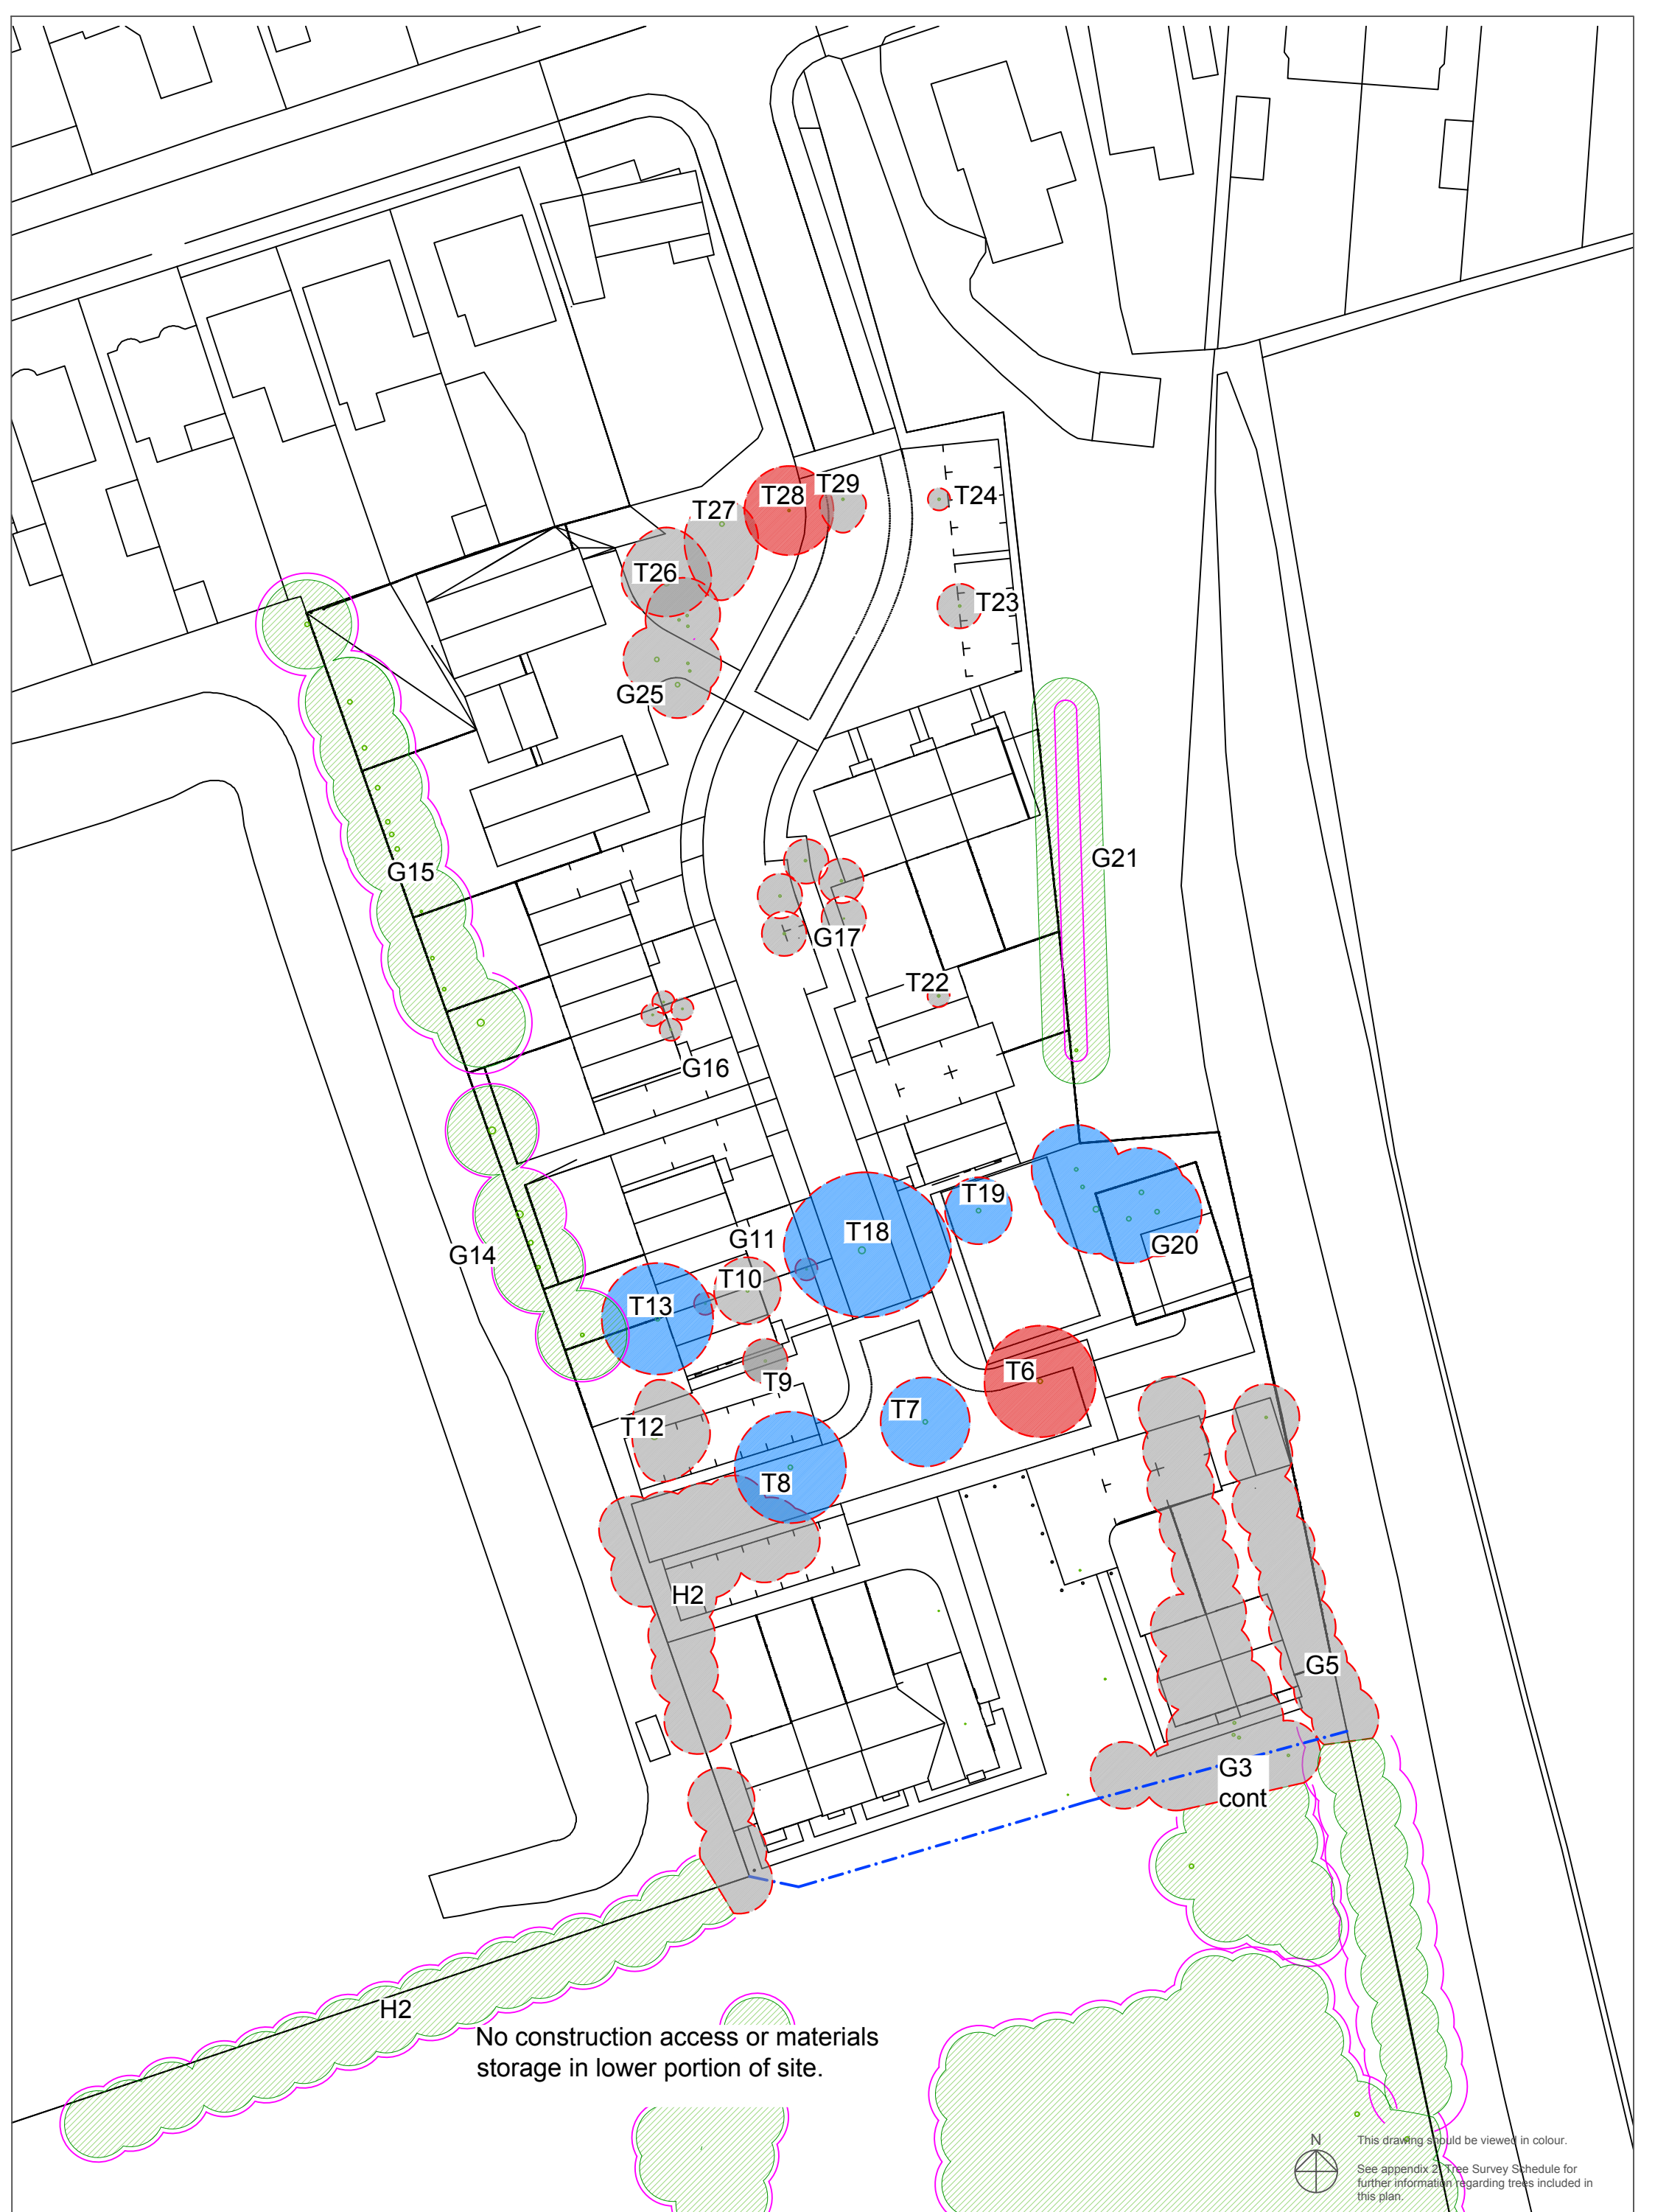 T28
T29
T24
T27
T26
T23
G25
G21
G15
G17
T22
G16
T19
T18
G11
G20
G14
T10
T13
T6
T9
T7
T12
T8
H2
G5
G3
cont
H2
No construction access or materials
storage in lower portion of site.
N
This drawing should be viewed in colour.
See appendix 2, Tree Survey Schedule for
further information regarding trees included in
this plan.